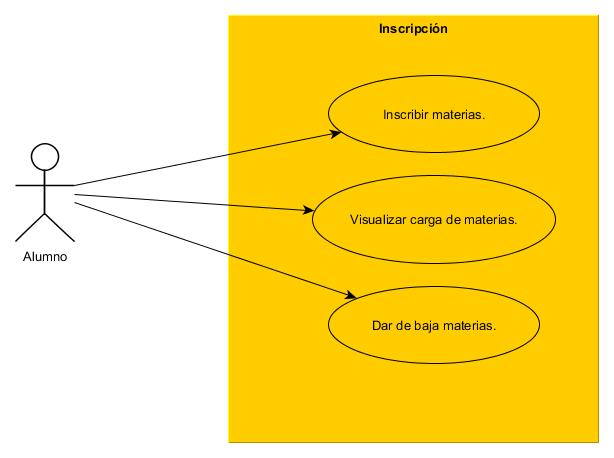 Inscripción
Inscribir materias.
Visualizar carga de materias.
Alumno
Dar de baja materias.